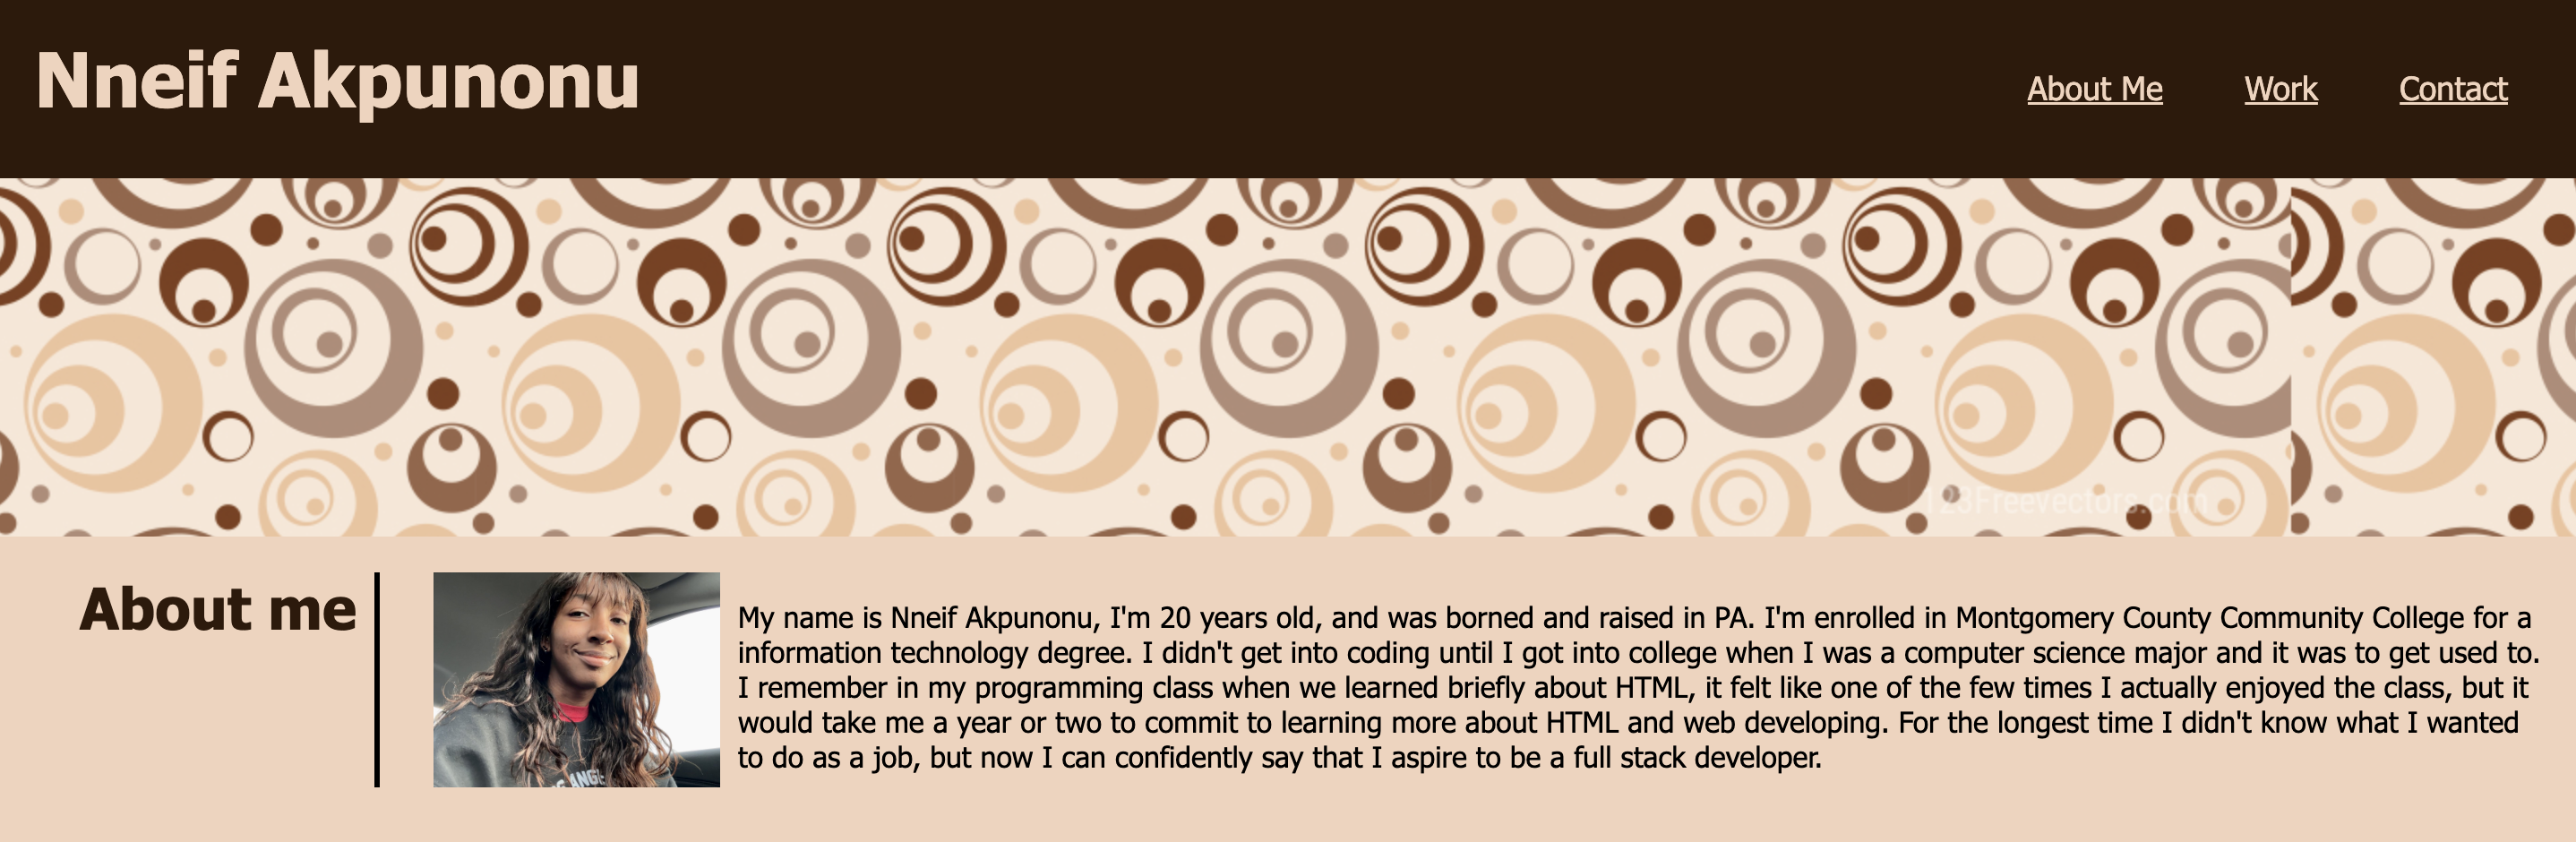 Nneif Akpunonu
About Me
Work
Contact
123Freevectors.com
About me
My name is Nneif Akpunonu, I'm 20 years old, and was borned and raised in PA. I'm enrolled in Montgomery County Community College for a
information technology degree. I didn't get into coding until I got into college when I was a computer science major and it was to get used to.
I remember in my programming class when we learned briefly about HTML, it felt like one of the few times I actually enjoyed the class, but it
would take me a year or two to commit to learning more about HTML and web developing. For the longest time I didn't know what I wanted
to do as a job, but now I can confidently say that I aspire to be a full stack developer.